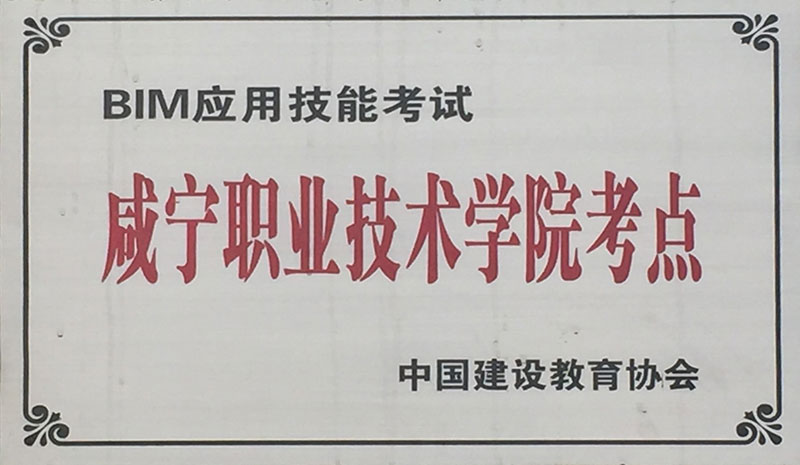 BIM应用技能考试
咸宁职业技术学院考点
中国建设教育协会